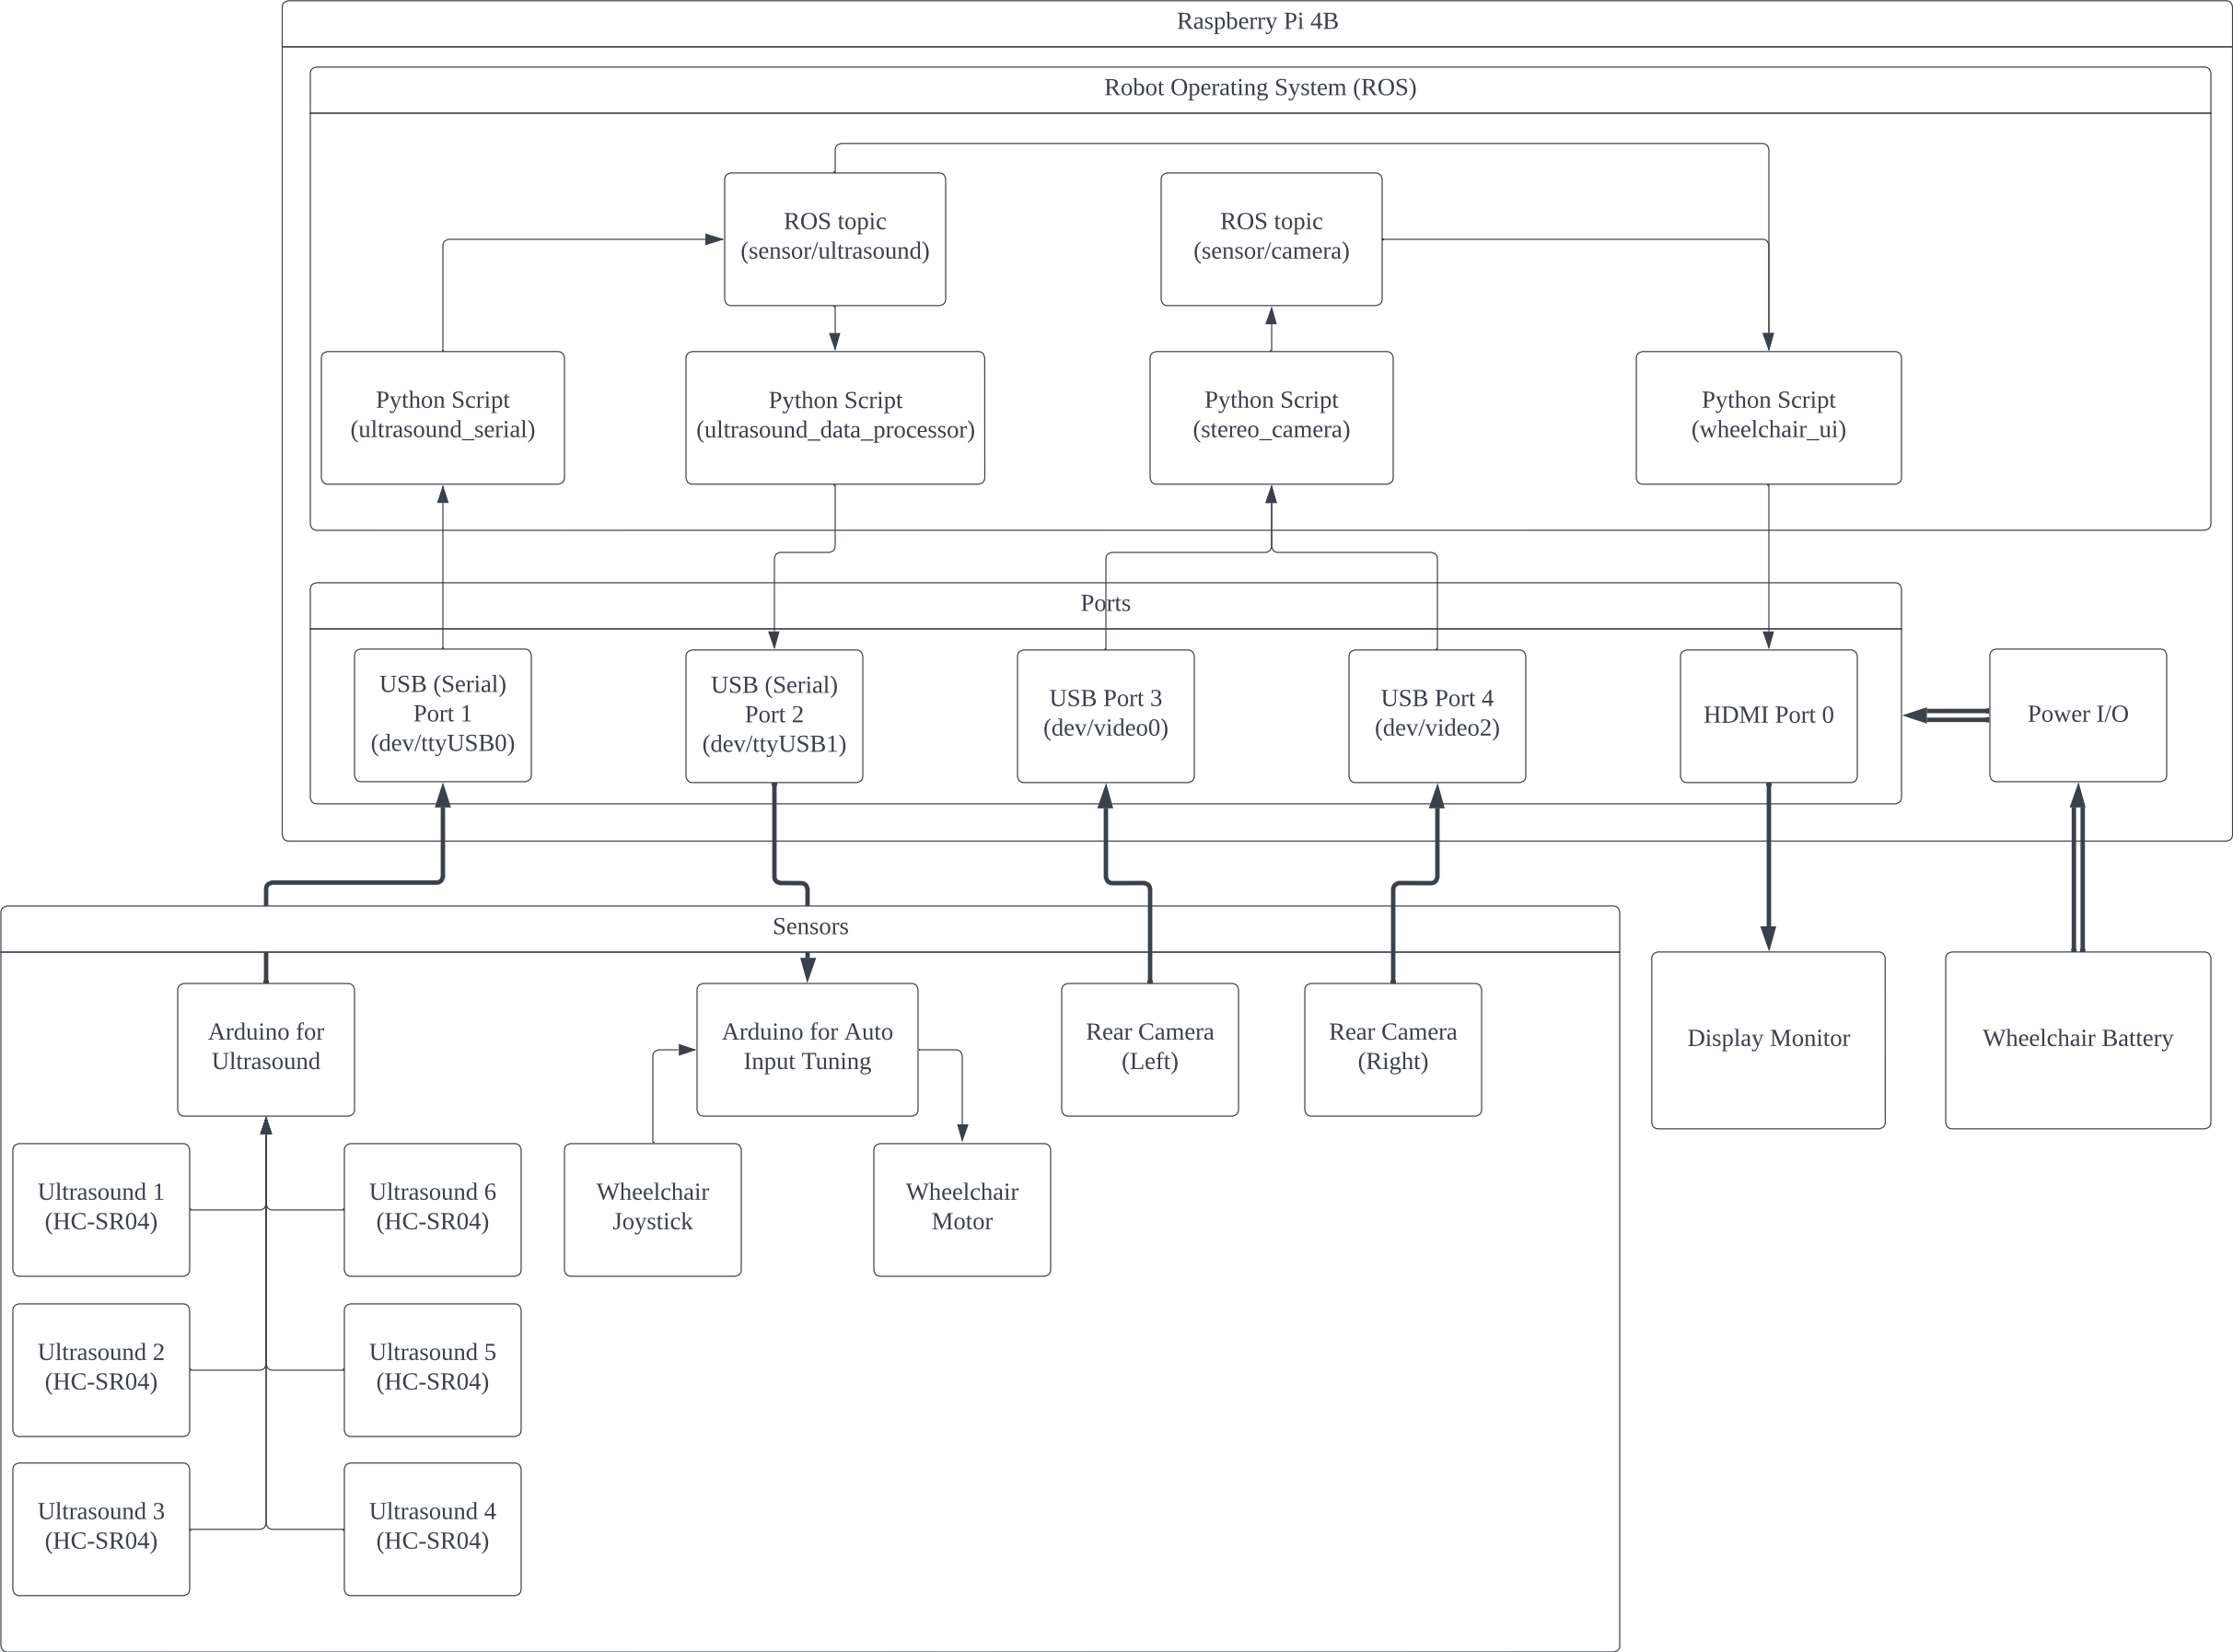 Raspberry Pi 4B
Robot Operating System (ROS)
ROS topic
(sensor/ultrasound)
ROS topic
(sensor/camera)
Python Script
(ultrasound_serial)
Python Script
(ultrasound_data_processor)
Python Script
(stereo_camera)
Python Script
(wheelchair_ui)
Ports
USB (Serial)
Port 1
(dev/ttyUSB0)
USB (Serial)
Port 2
(dev/ttyUSB1)
USB Port 3
(dev/video0)
USB Port 4
(dev/video2)
HDMI Port 0
Power I/O
Sensors
Arduino for
Ultrasound
Arduino for Auto
Input Tuning
Rear Camera
(Left)
Rear Camera
(Right)
Display Monitor
Wheelchair Battery
Ultrasound 1
(HC-SR04)
Ultrasound 6
(HC-SR04)
Wheelchair
Joystick
Wheelchair
Motor
Ultrasound 2
(HC-SR04)
Ultrasound 5
(HC-SR04)
Ultrasound 3
(HC-SR04)
Ultrasound 4
(HC-SR04)